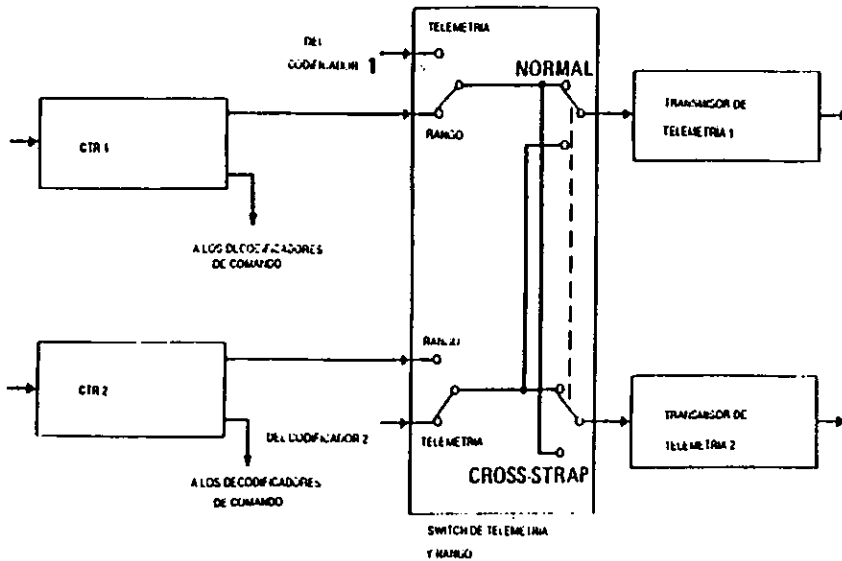 TELEMETRIA
DEL
CODIFICADOR 1
NORMAL
CTR 1
RANGO
TRANSMISOR DE
TELEMETRIA 1
A LOS DECODIFICADORES
DE COMANDO
RANGO
CTR 2
DEL CODIFICADOR 2
TELEMETRIA
TRANSMISOR DE
TELEMETRIA 2
CROSS-STRAP
A LOS DECODIFICADORES
DE COMANDO
SWITCH DE TELEMETRIA
Y RANGO